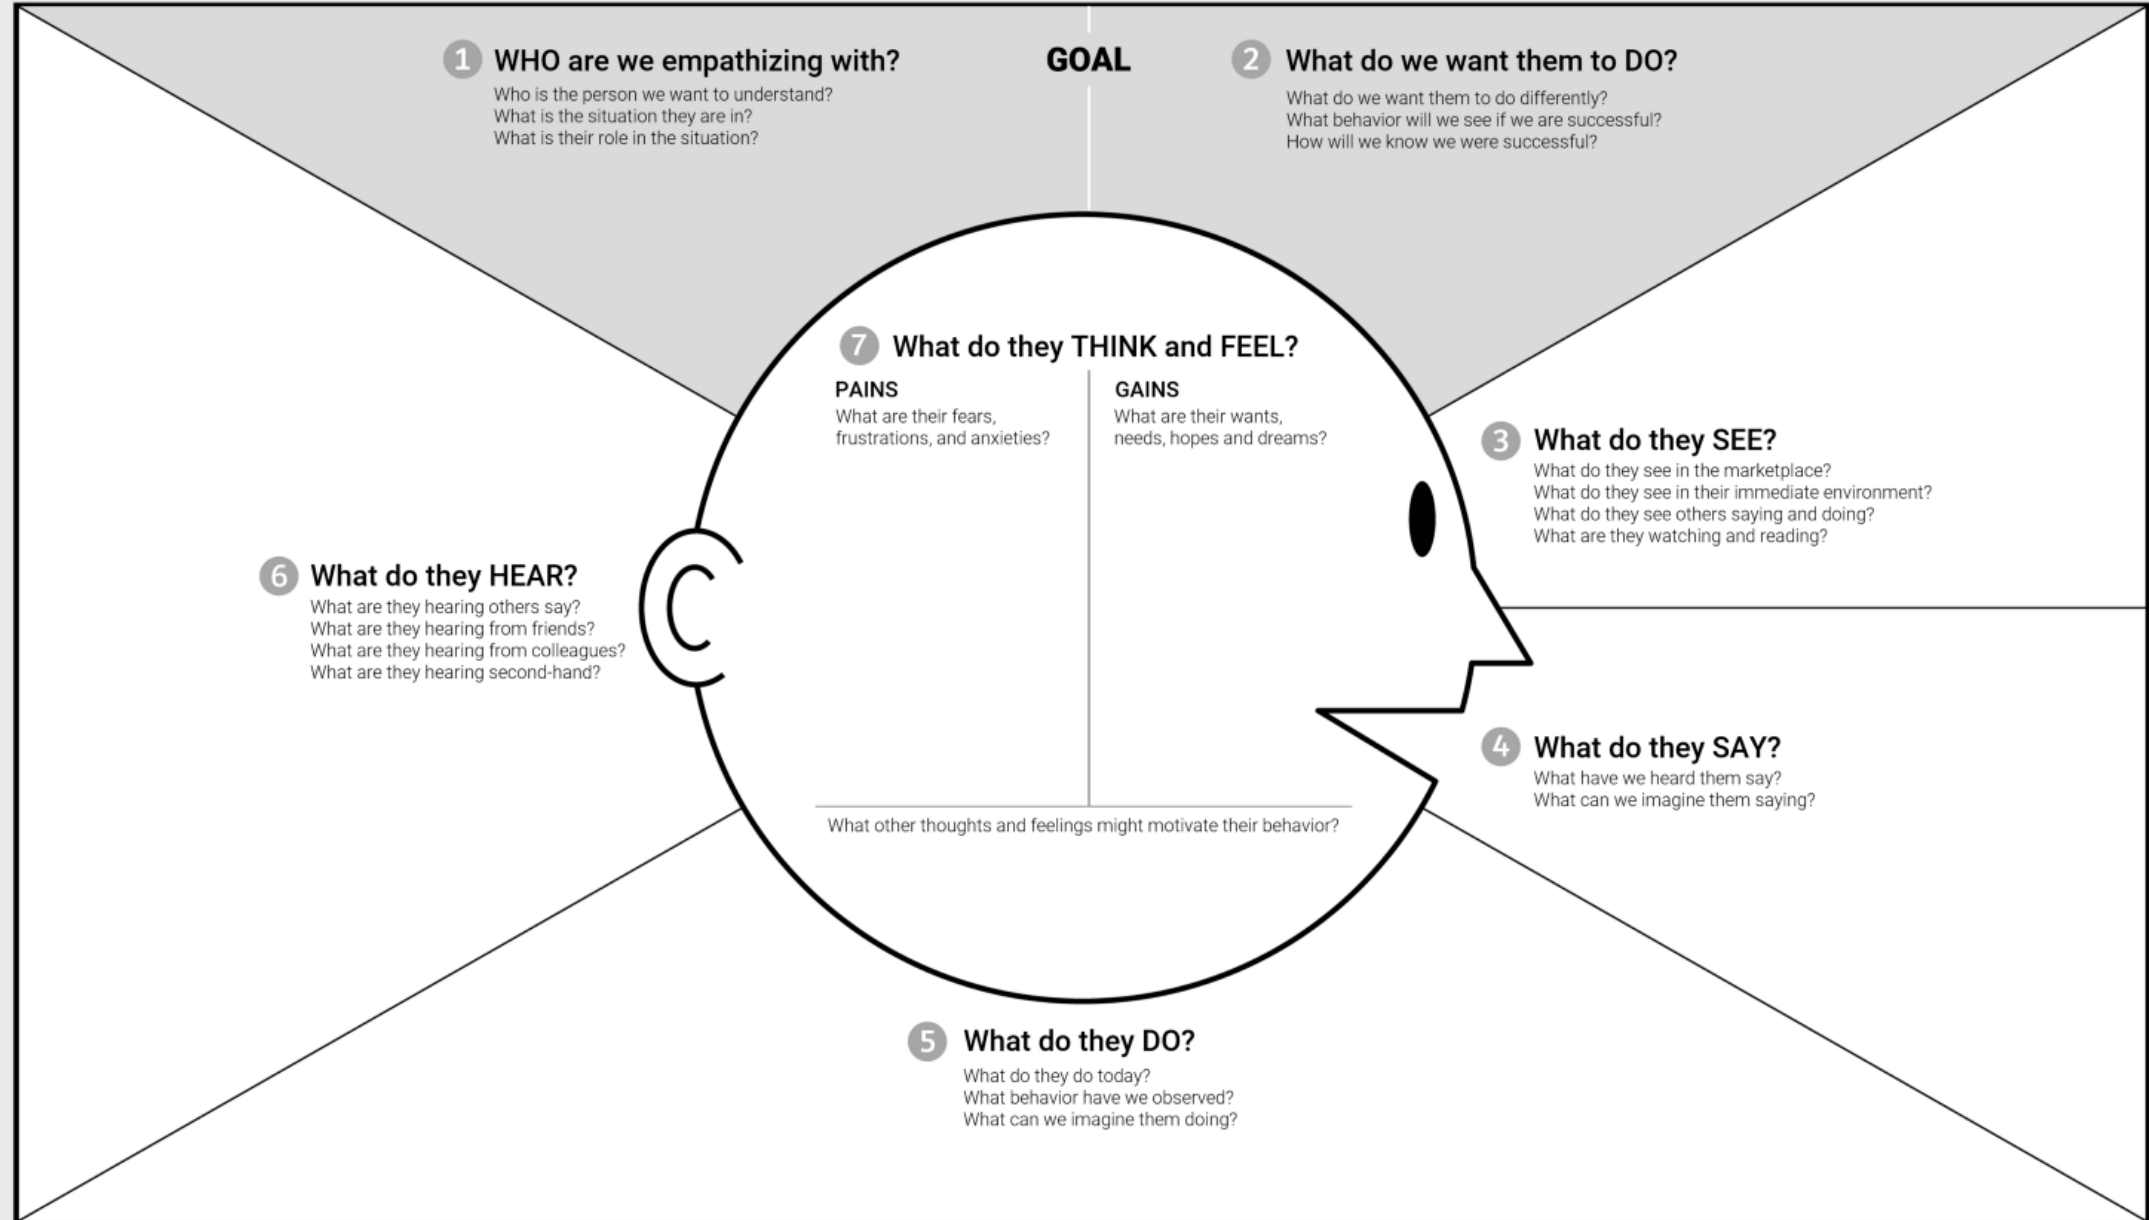 GOAL
1 WHO are we empathizing with?
Who is the person we want to understand?
What is the situation they are in?
What is their role in the situation?
2 What do we want them to DO?
What do we want them to do differently?
What behavior will we see if we are successful?
How will we know we were successful?
3 What do they SEE?
What do they see in the marketplace?
What do they see in their immediate environment?
What do they see others saying and doing?
What are they watching and reading?
4 What do they SAY?
What have we heard them say?
What can we imagine them saying?
5 What do they DO?
What do they do today?
What behavior have we observed?
What can we imagine them doing?
6 What do they HEAR?
What are they hearing others say?
What are they hearing from friends?
What are they hearing from colleagues?
What are they hearing second-hand?
7 What do they THINK and FEEL?
PAINS
What are their fears,
frustrations, and anxieties?
GAINS
What are their wants,
needs, hopes and dreams?
What other thoughts and feelings might motivate their behavior?